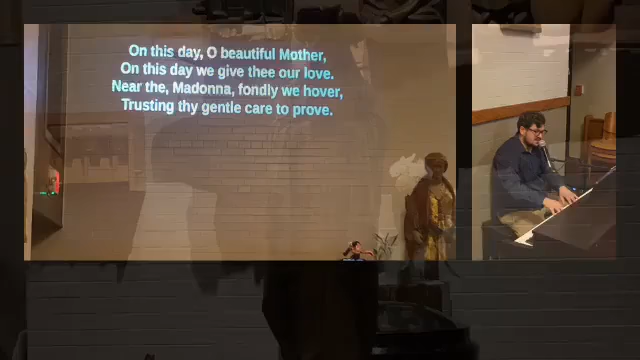 On this day, O beautiful Mother,
On this day we give thee our love.
Near the, Madonna, fondly we hover,
Trusting thy gentle care to prove.